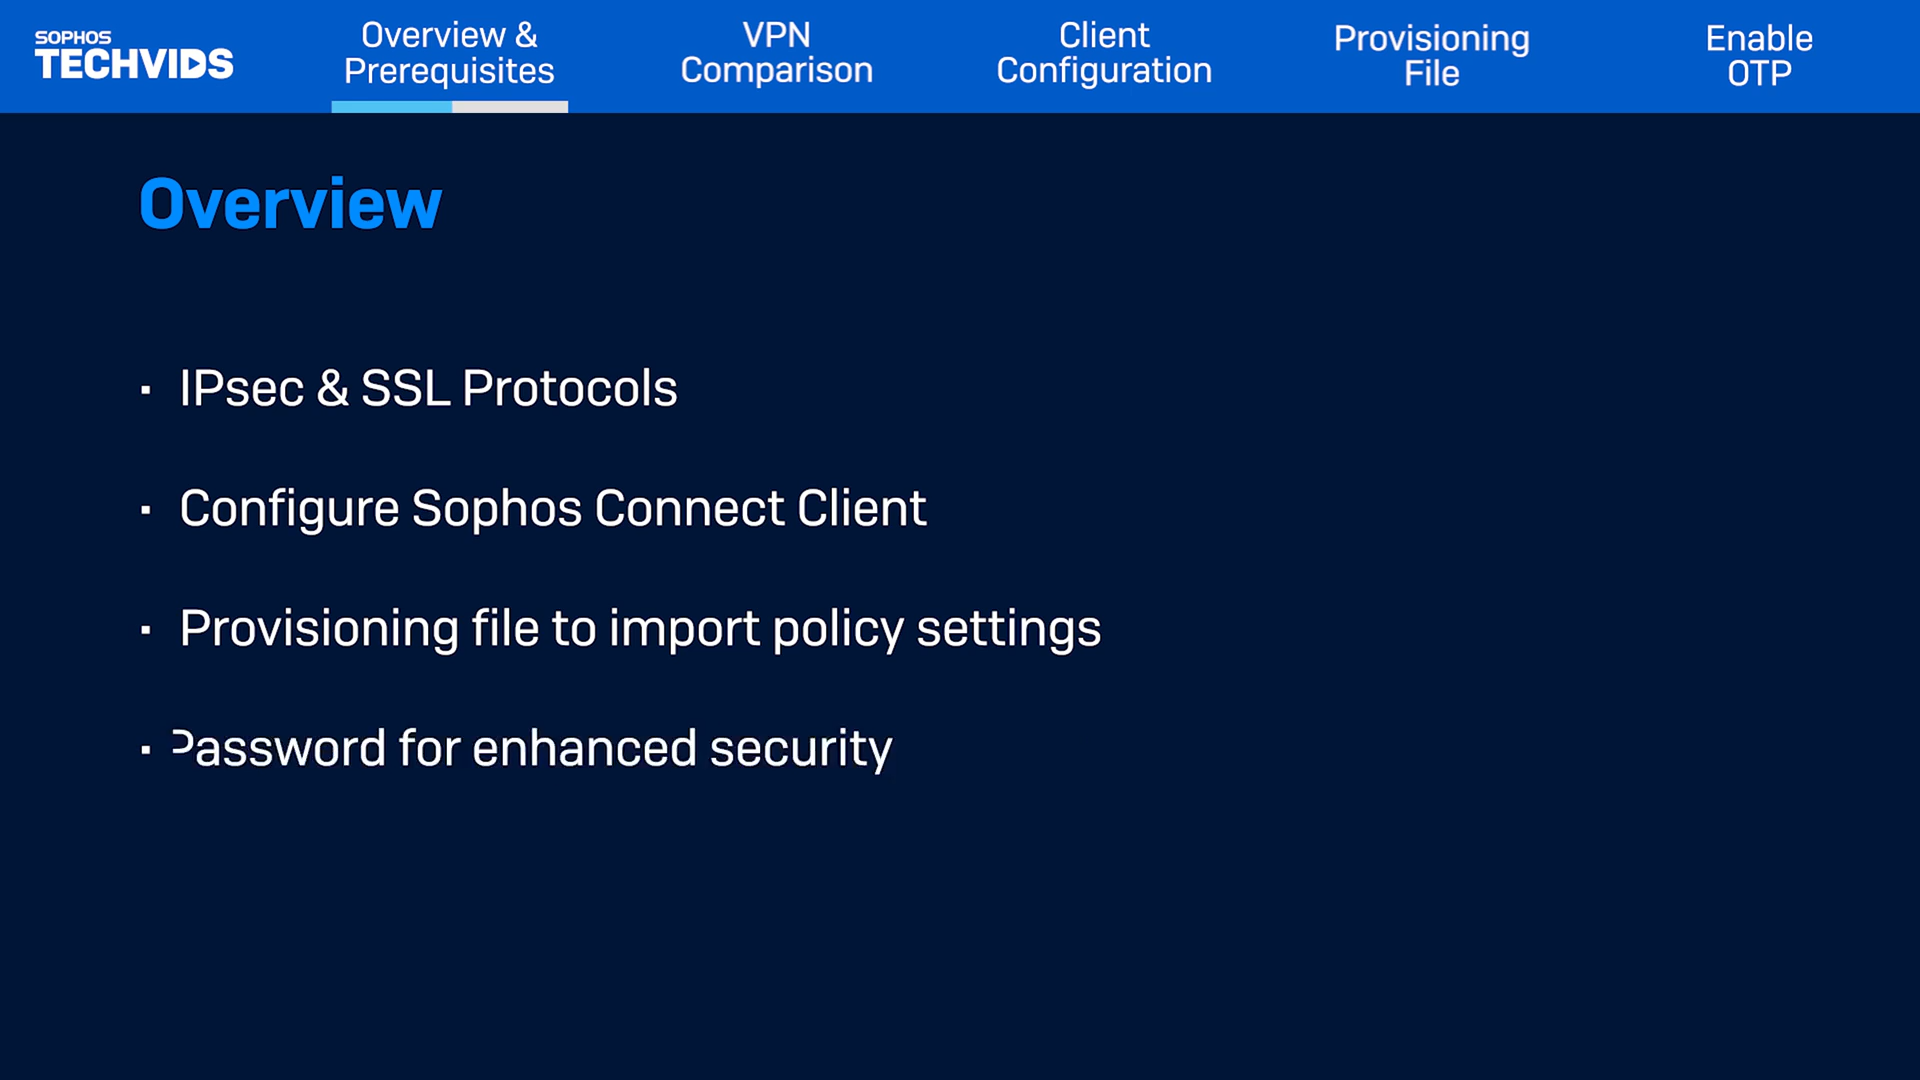 SOPHOS
TECHVIDS
Overview &
Prerequisites
VPN
Comparison
Client
Configuration
Provisioning
File
Enable
OTP
Overview
▪ IPsec & SSL Protocols
▪ Configure Sophos Connect Client
▪ Provisioning file to import policy settings
▪ Password for enhanced security